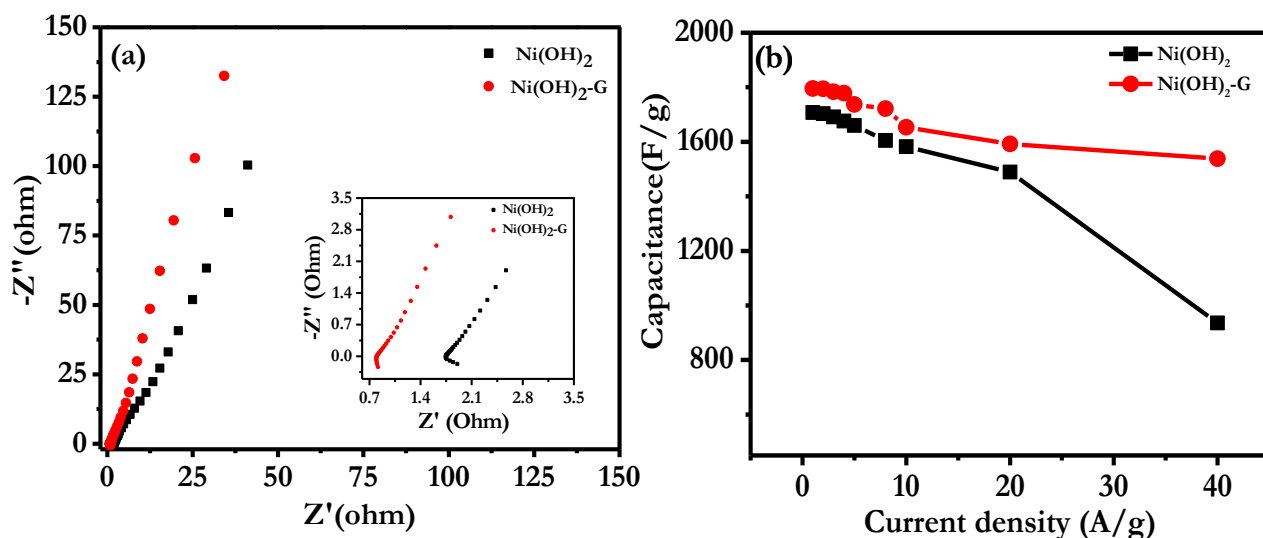 (a)
Ni(OH)₂
Ni(OH)₂-G
150
125
100
75
50
25
0
-Z''(ohm)
0 25 50 75 100 125 150
Z'(ohm)
Ni(OH)₂
Ni(OH)₂-G
3.5
2.8
2.1
1.4
0.7
0.0
-Z'' (Ohm)
0.7 1.4 2.1 2.8 3.5
Z' (Ohm)
(b)
Ni(OH)₂
Ni(OH)₂-G
2000
1600
1200
800
Capacitance(F/g)
0 10 20 30 40
Current density (A/g)